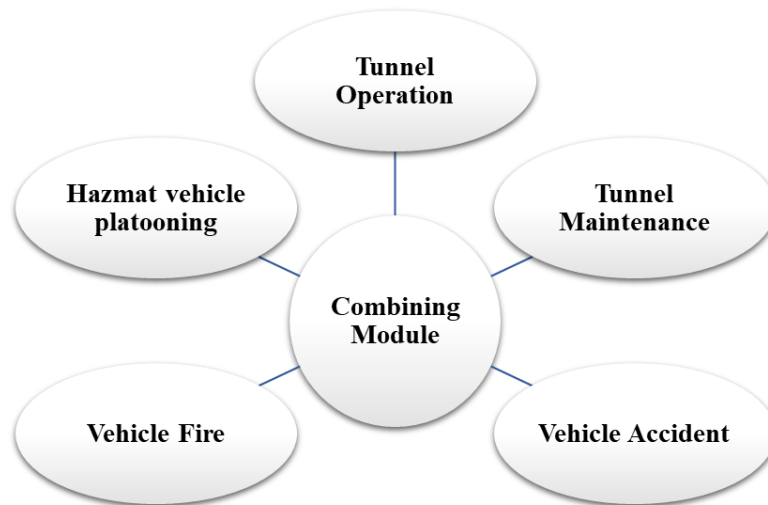 Tunnel
Operation
Hazmat vehicle
platooning
Tunnel
Maintenance
Combining
Module
Vehicle Fire
Vehicle Accident